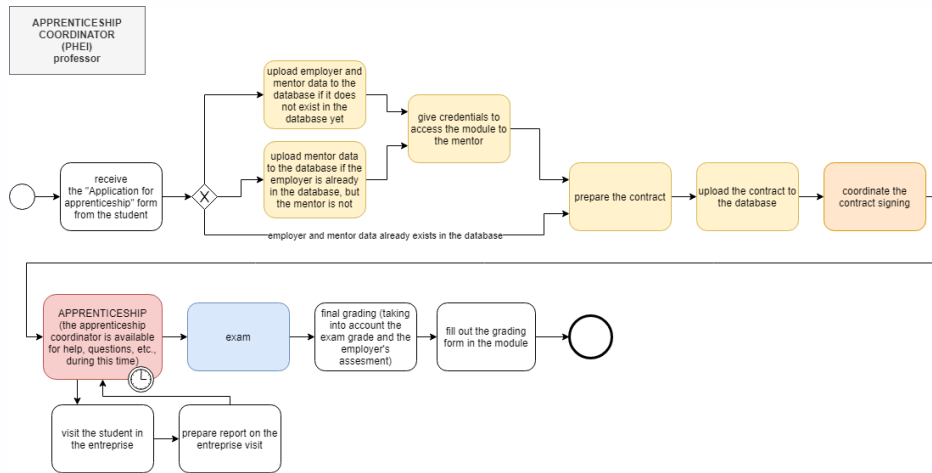 APPRENTICESHIP
COORDINATOR
(PHEI)
professor
upload employer and
mentor data to the
database if it does
not exist in the
database yet
give credentials to
access the module to
the mentor
receive
the "Application for
apprenticeship" form
from the student
X
upload mentor data
to the database if the
employer is already
in the database, but
the mentor is not
prepare the contract
upload the contract to
the database
coordinate the
contract signing
employer and mentor data already exists in the database
APPRENTICESHIP
(the apprenticeship
coordinator is available
for help, questions, etc.,
during this time)
exam
final grading (taking
into account the
exam grade and the
employer's
assesment)
fill out the grading
form in the module
visit the student in
the entreprise
prepare report on the
entreprise visit